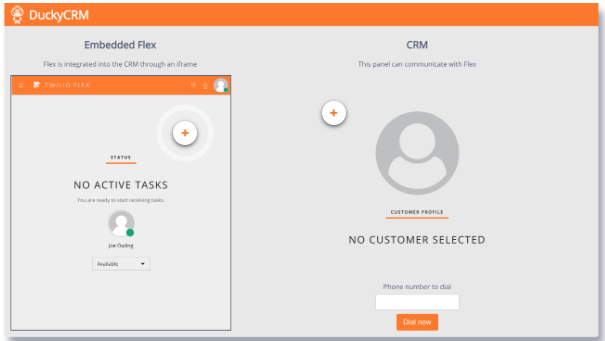 DuckyCRM
Embedded Flex
Flex is integrated into the CRM through an iframe
TWILIO FLEX
STATUS
NO ACTIVE TASKS
You are ready to start receiving tasks.
Joe Owling
Available
CRM
This panel can communicate with Flex
CUSTOMER PROFILE
NO CUSTOMER SELECTED
Phone number to dial
Dial now